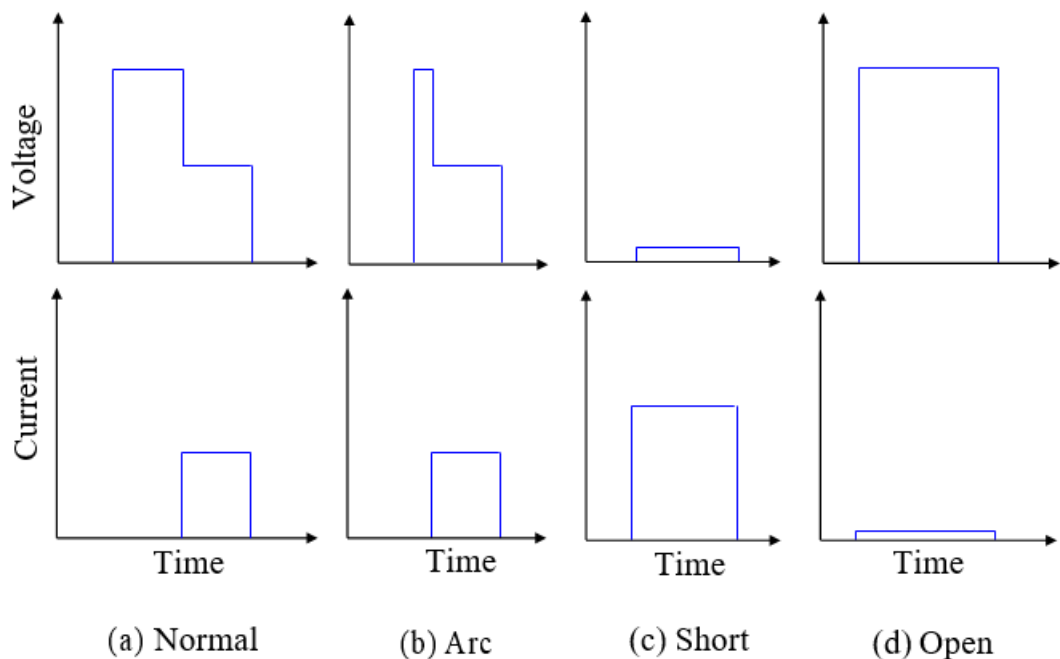 Voltage
Current
Time
Time
Time
Time
(a) Normal
(b) Arc
(c) Short
(d) Open